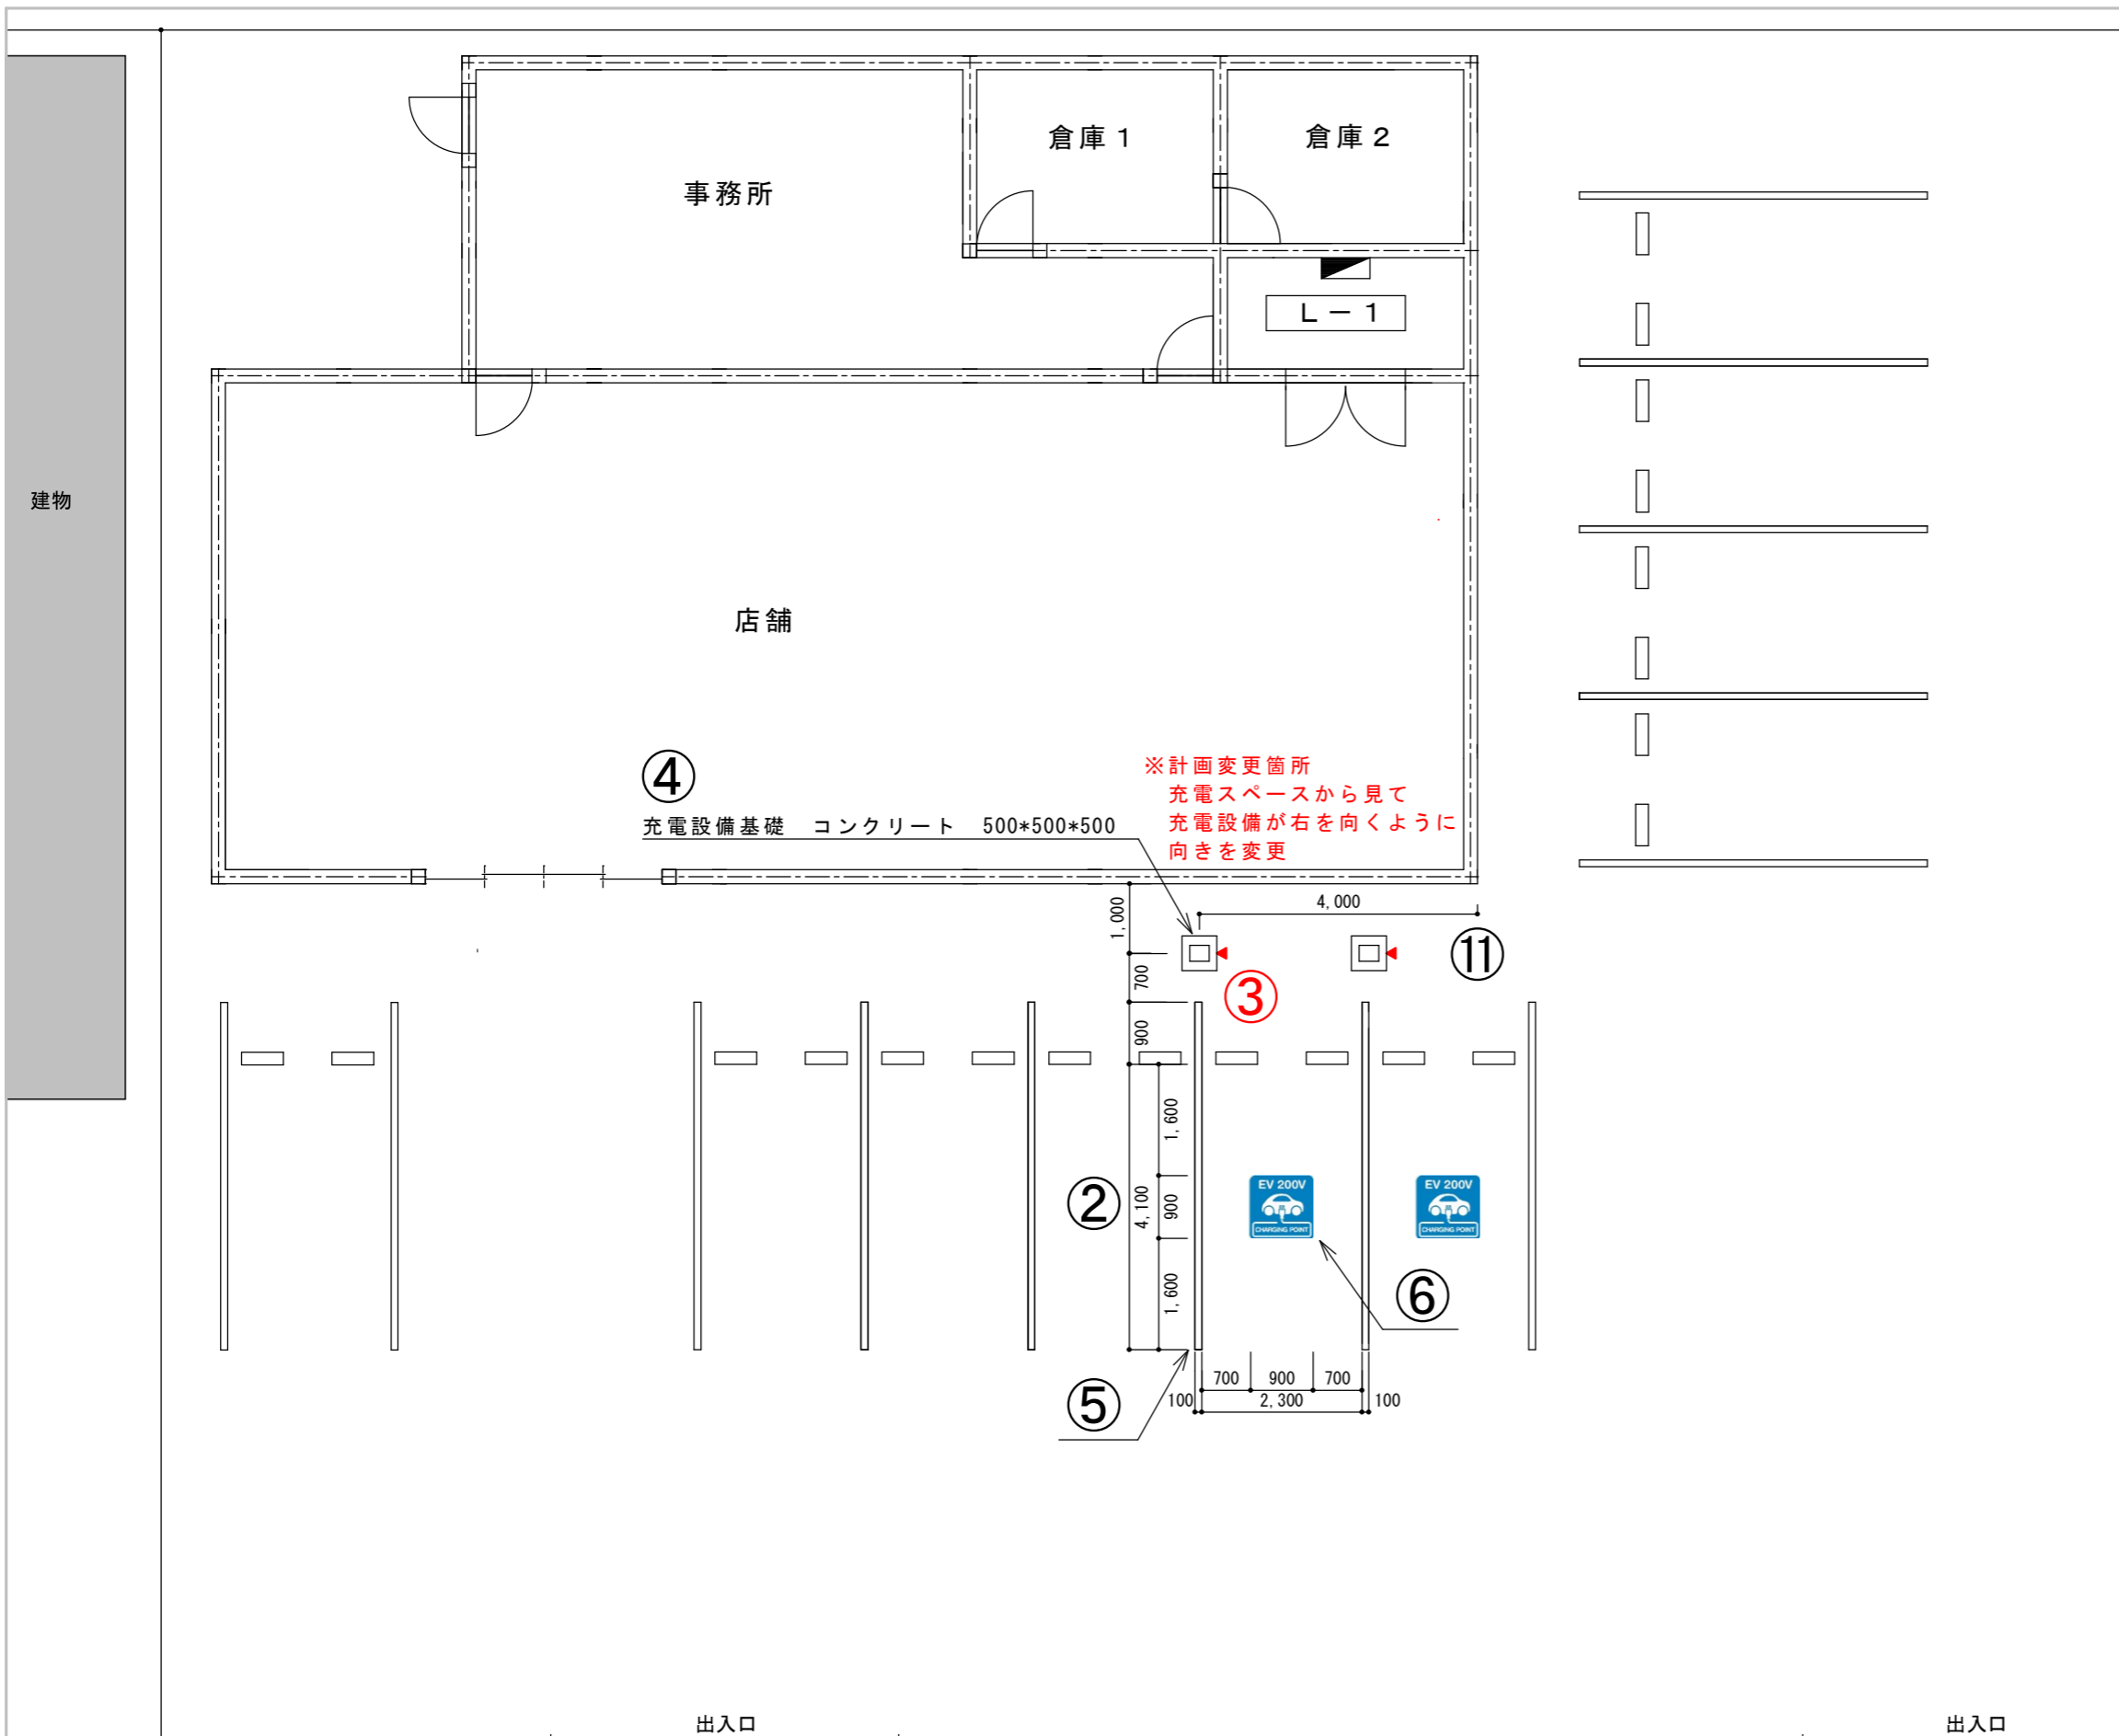 倉庫１
倉庫２
事務所
Ｌ－１
建物
店舗
④
充電設備基礎　コンクリート　500*500*500
※計画変更箇所
充電スペースから見て
充電設備が右を向くように
向きを変更
4,000
1,000
⑪
700
③
900
1,600
EV 200V
CHARGING POINT
EV 200V
CHARGING POINT
②
4,100
900
1,600
⑥
700
900
700
⑤
100
2,300
100
出入口
出入口